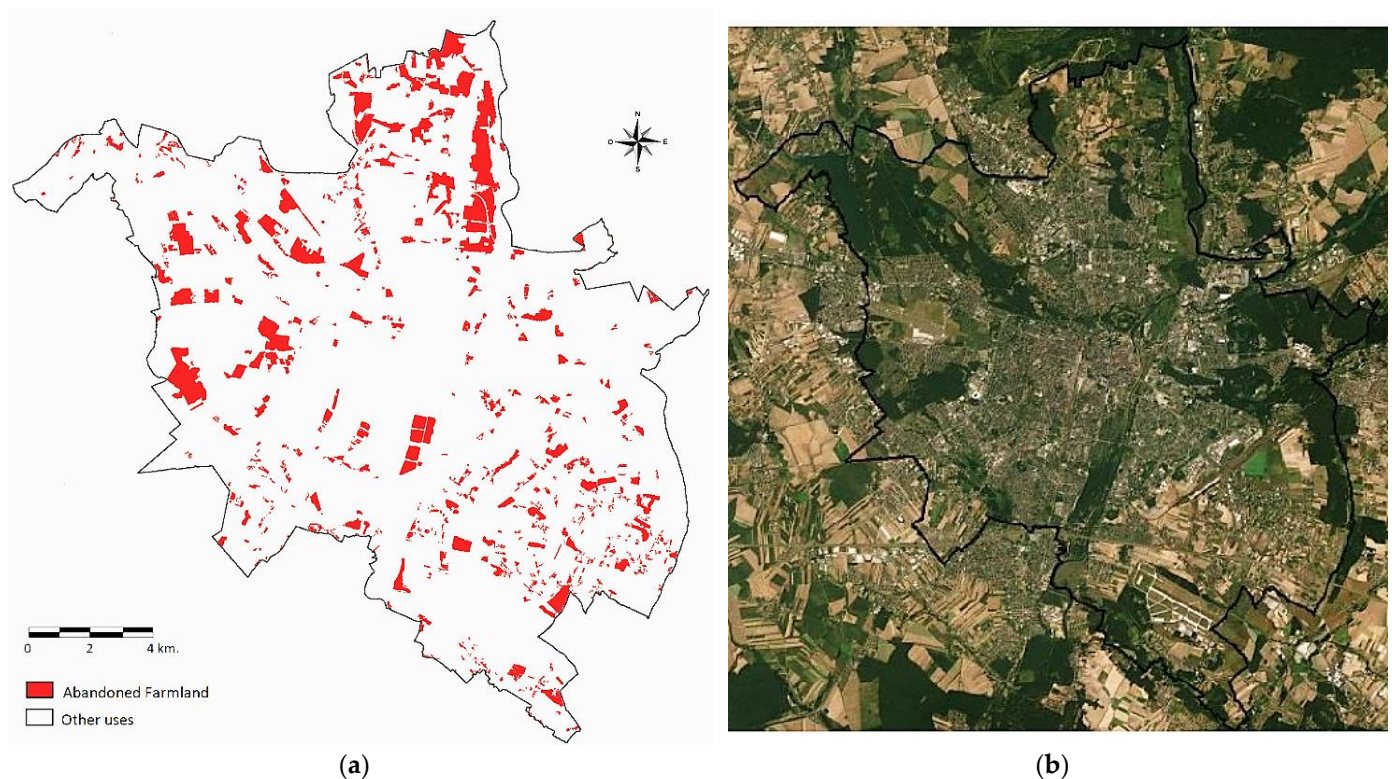 N
O E
S
0 2 4 km.
Abandoned Farmland
Other uses
(a) (b)